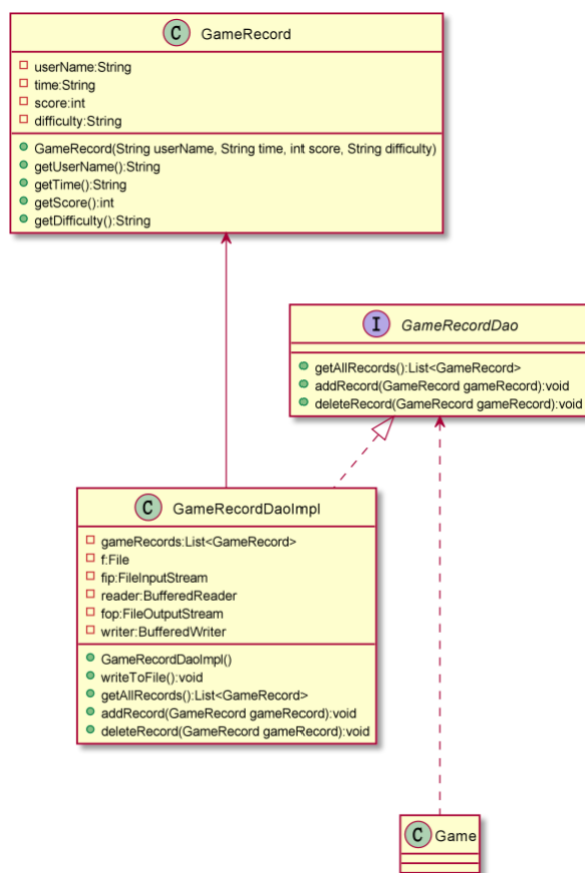 C GameRecord
userName:String
time:String
score:int
difficulty:String
GameRecord(String userName, String time, int score, String difficulty)
getUserName():String
getTime():String
getScore():int
getDifficulty():String
I GameRecordDao
getAllRecords():List<GameRecord>
addRecord(GameRecord gameRecord):void
deleteRecord(GameRecord gameRecord):void
C GameRecordDaoImpl
gameRecords:List<GameRecord>
f:File
fip:FileInputStream
reader:BufferedReader
fop:FileOutputStream
writer:BufferedWriter
GameRecordDaoImpl()
writeToFile():void
getAllRecords():List<GameRecord>
addRecord(GameRecord gameRecord):void
deleteRecord(GameRecord gameRecord):void
C Game